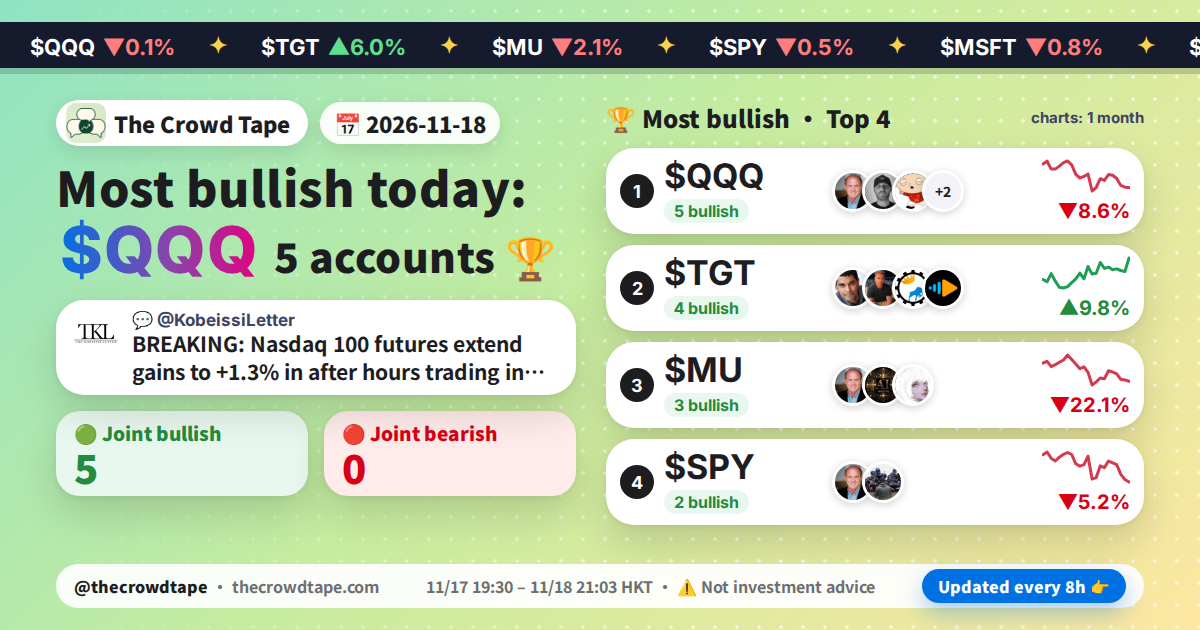 $QQQ ▼0.1% ✦ $TGT ▲6.0% ✦ $MU ▼2.1% ✦ $SPY ▼0.5% ✦ $MSFT ▼0.8% ✦ $
The Crowd Tape
📅 2026-11-18
Most bullish today:
$QQQ 5 accounts 🏆
TKL
💬 @KobeissiLetter
BREAKING: Nasdaq 100 futures extend
gains to +1.3% in after hours trading in⋯
🟢 Joint bullish
5
🔴 Joint bearish
0
🏆 Most bullish • Top 4
charts: 1 month
1 $QQQ
5 bullish
+2
▼8.6%
2 $TGT
4 bullish
▲9.8%
3 $MU
3 bullish
▼22.1%
4 $SPY
2 bullish
▼5.2%
@thecrowdtape • thecrowdtape.com
11/17 19:30 – 11/18 21:03 HKT • ⚠️ Not investment advice
Updated every 8h 👉